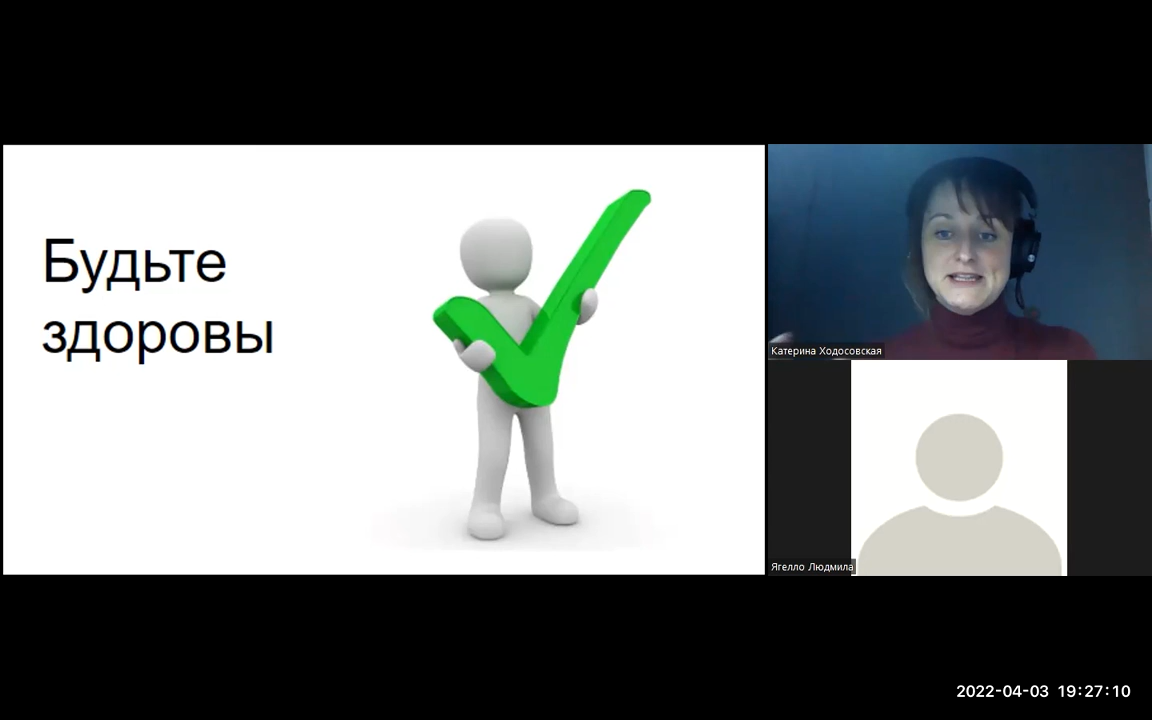 Будьте
здоровы
Катерина Ходосовская
Ягелло Людмила
2022-04-03 19:27:10